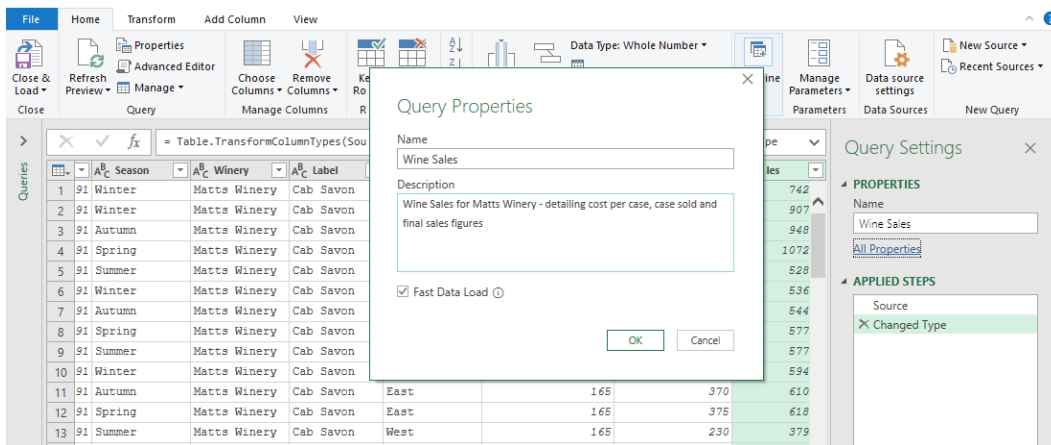 File Home Transform Add Column View
Properties
Advanced Editor
Manage
Close &
Load
Refresh
Preview
Choose
Columns
Remove
Columns
Data Type: Whole Number
Manage
Parameters
Data source
settings
New Source
Recent Sources
Close Query Manage Columns Parameters Data Sources New Query
Queries
fx = Table.TransformColumnTypes(Sou
Season Winery Label les
1 91 Winter Matts Winery Cab Savon 742
2 91 Winter Matts Winery Cab Savon 907
3 91 Autumn Matts Winery Cab Savon 948
4 91 Spring Matts Winery Cab Savon 1072
5 91 Summer Matts Winery Cab Savon 528
6 91 Winter Matts Winery Cab Savon 536
7 91 Autumn Matts Winery Cab Savon 544
8 91 Spring Matts Winery Cab Savon 577
9 91 Summer Matts Winery Cab Savon 577
10 91 Winter Matts Winery Cab Savon 594
11 91 Autumn Matts Winery Cab Savon East 165 370 610
12 91 Spring Matts Winery Cab Savon East 165 375 618
13 91 Summer Matts Winery Cab Savon West 165 230 379
Query Properties
Name
Wine Sales
Description
Wine Sales for Matts Winery - detailing cost per case, case sold and
final sales figures
Fast Data Load
OK Cancel
Query Settings
PROPERTIES
Name
Wine Sales
All Properties
APPLIED STEPS
Source
Changed Type